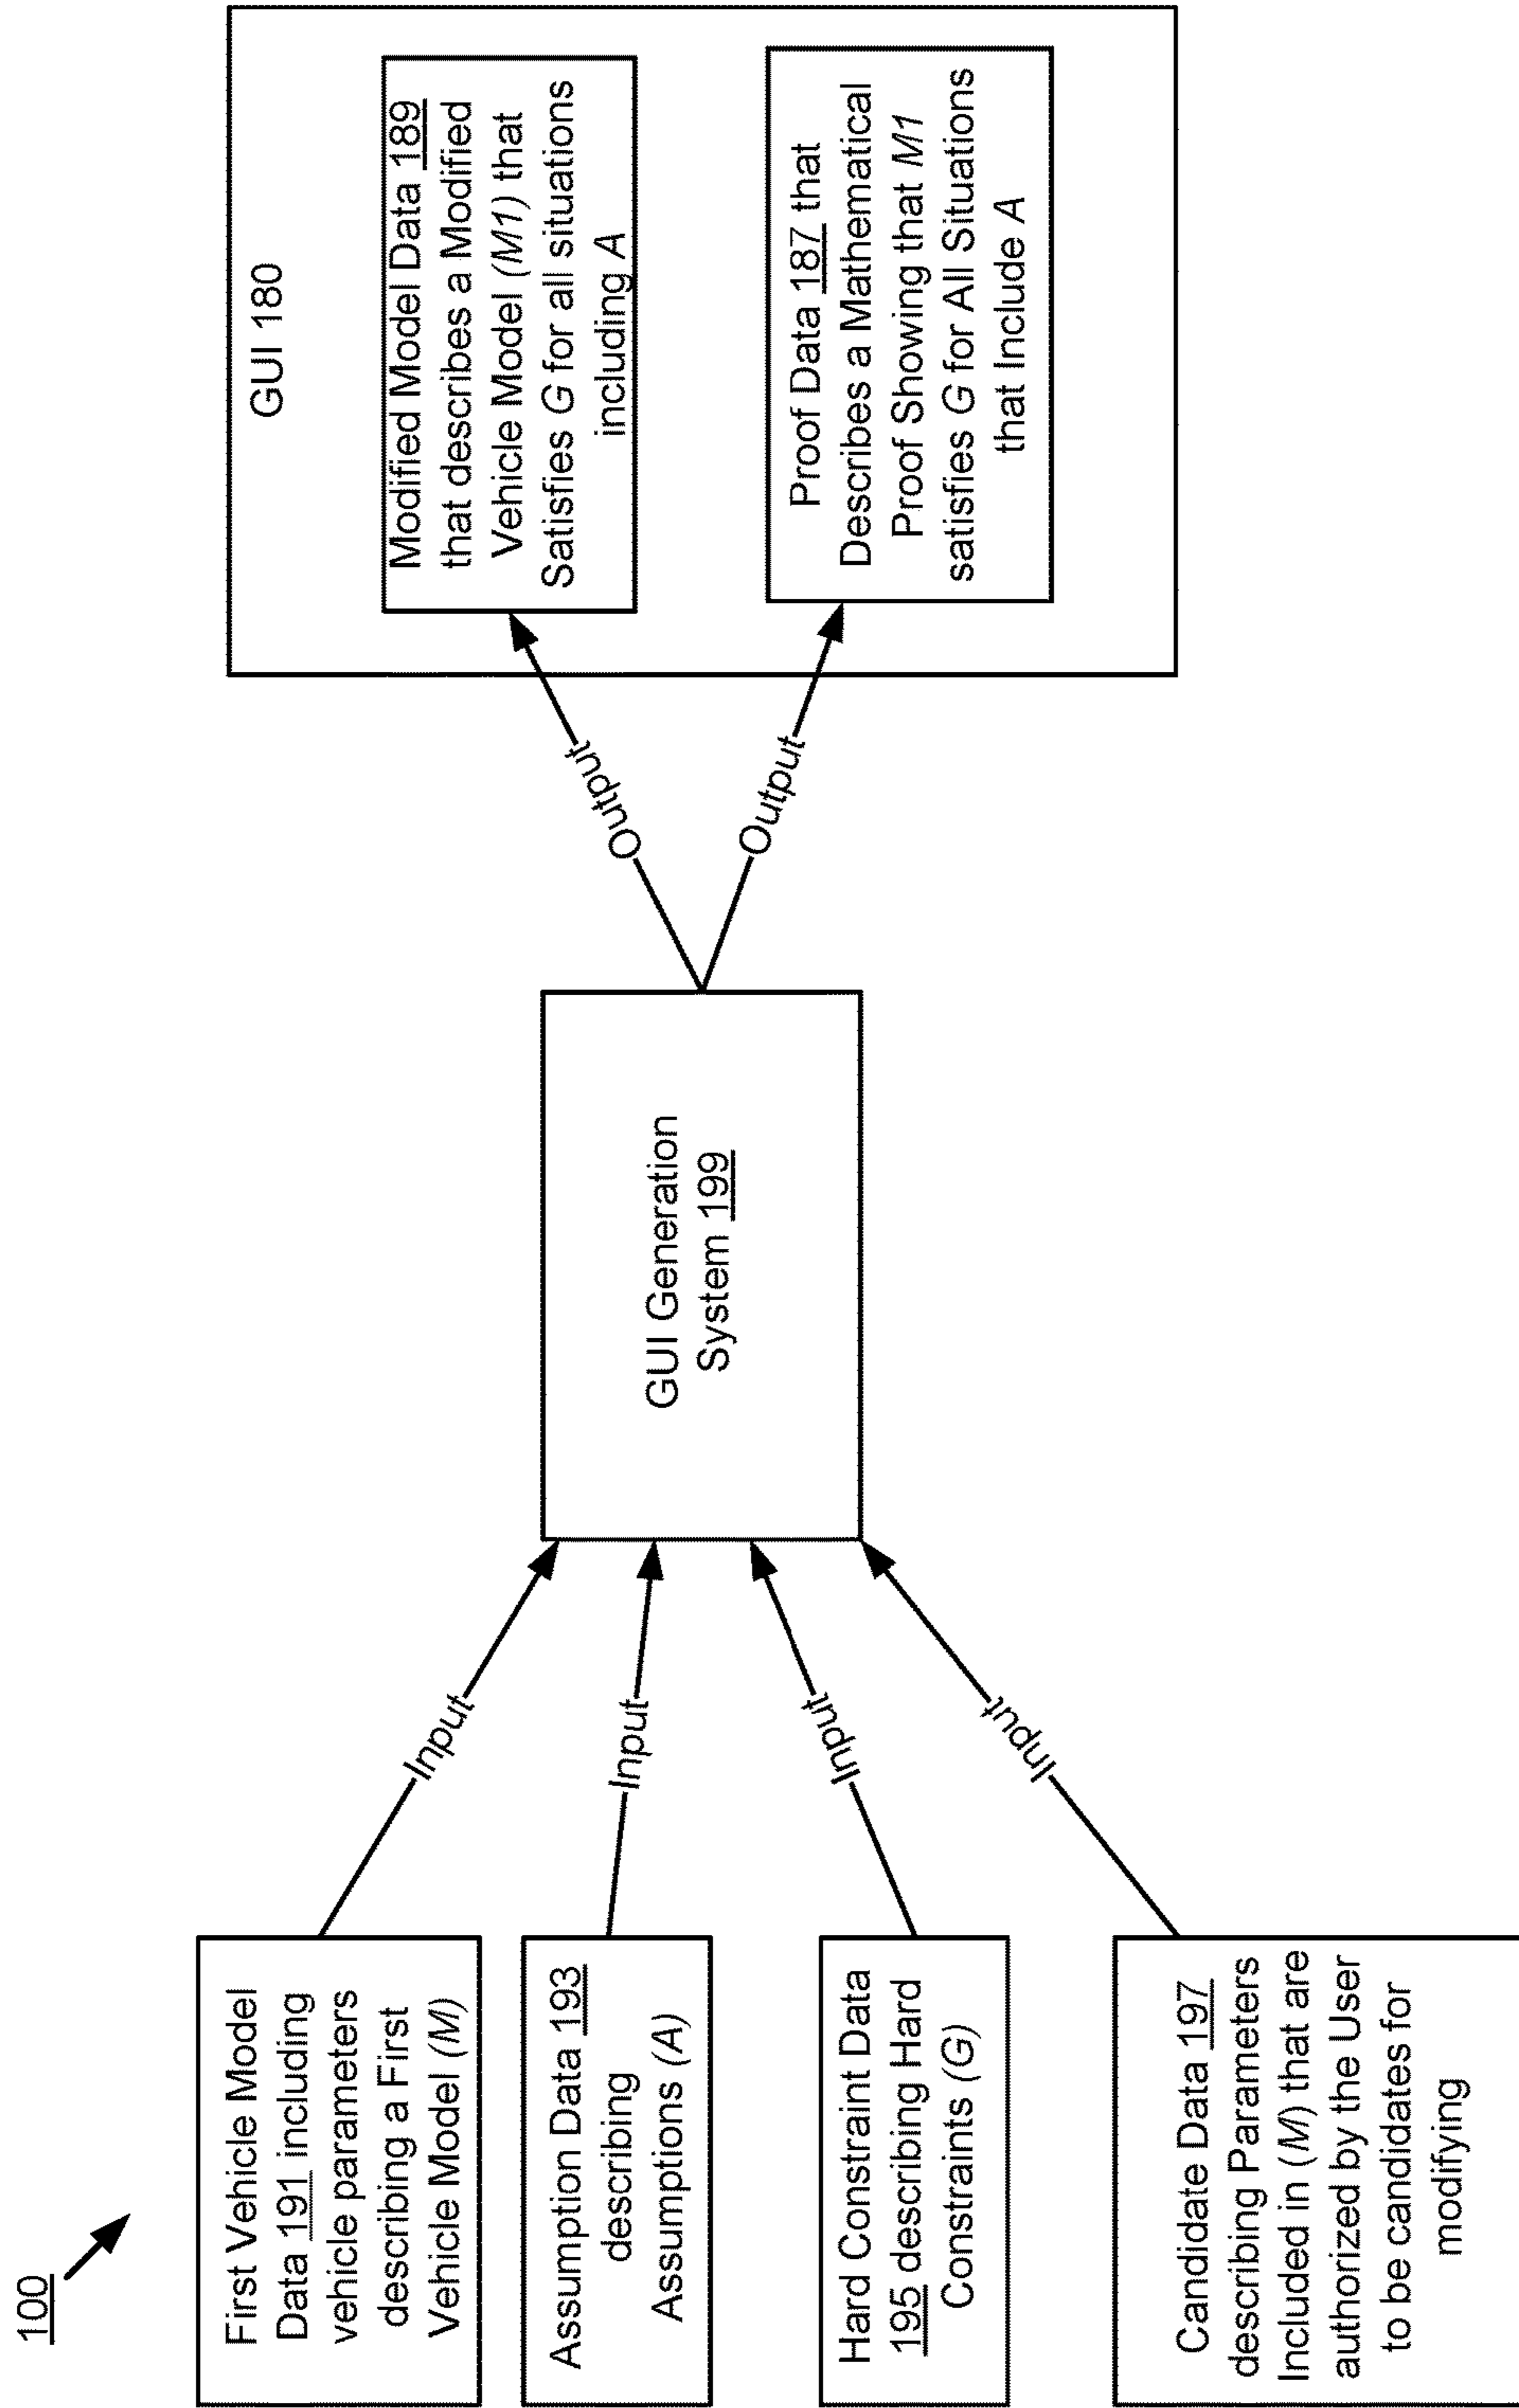 100
First Vehicle Model
Data 191 including
vehicle parameters
describing a First
Vehicle Model (M)
Assumption Data 193
describing
Assumptions (A)
Hard Constraint Data
195 describing Hard
Constraints (G)
Candidate Data 197
describing Parameters
Included in (M) that are
authorized by the User
to be candidates for
modifying
Input
Input
Input
Input
GUI Generation
System 199
Output
Output
GUI 180
Modified Model Data 189
that describes a Modified
Vehicle Model (M1) that
Satisfies G for all situations
including A
Proof Data 187 that
Describes a Mathematical
Proof Showing that M1
satisfies G for All Situations
that Include A